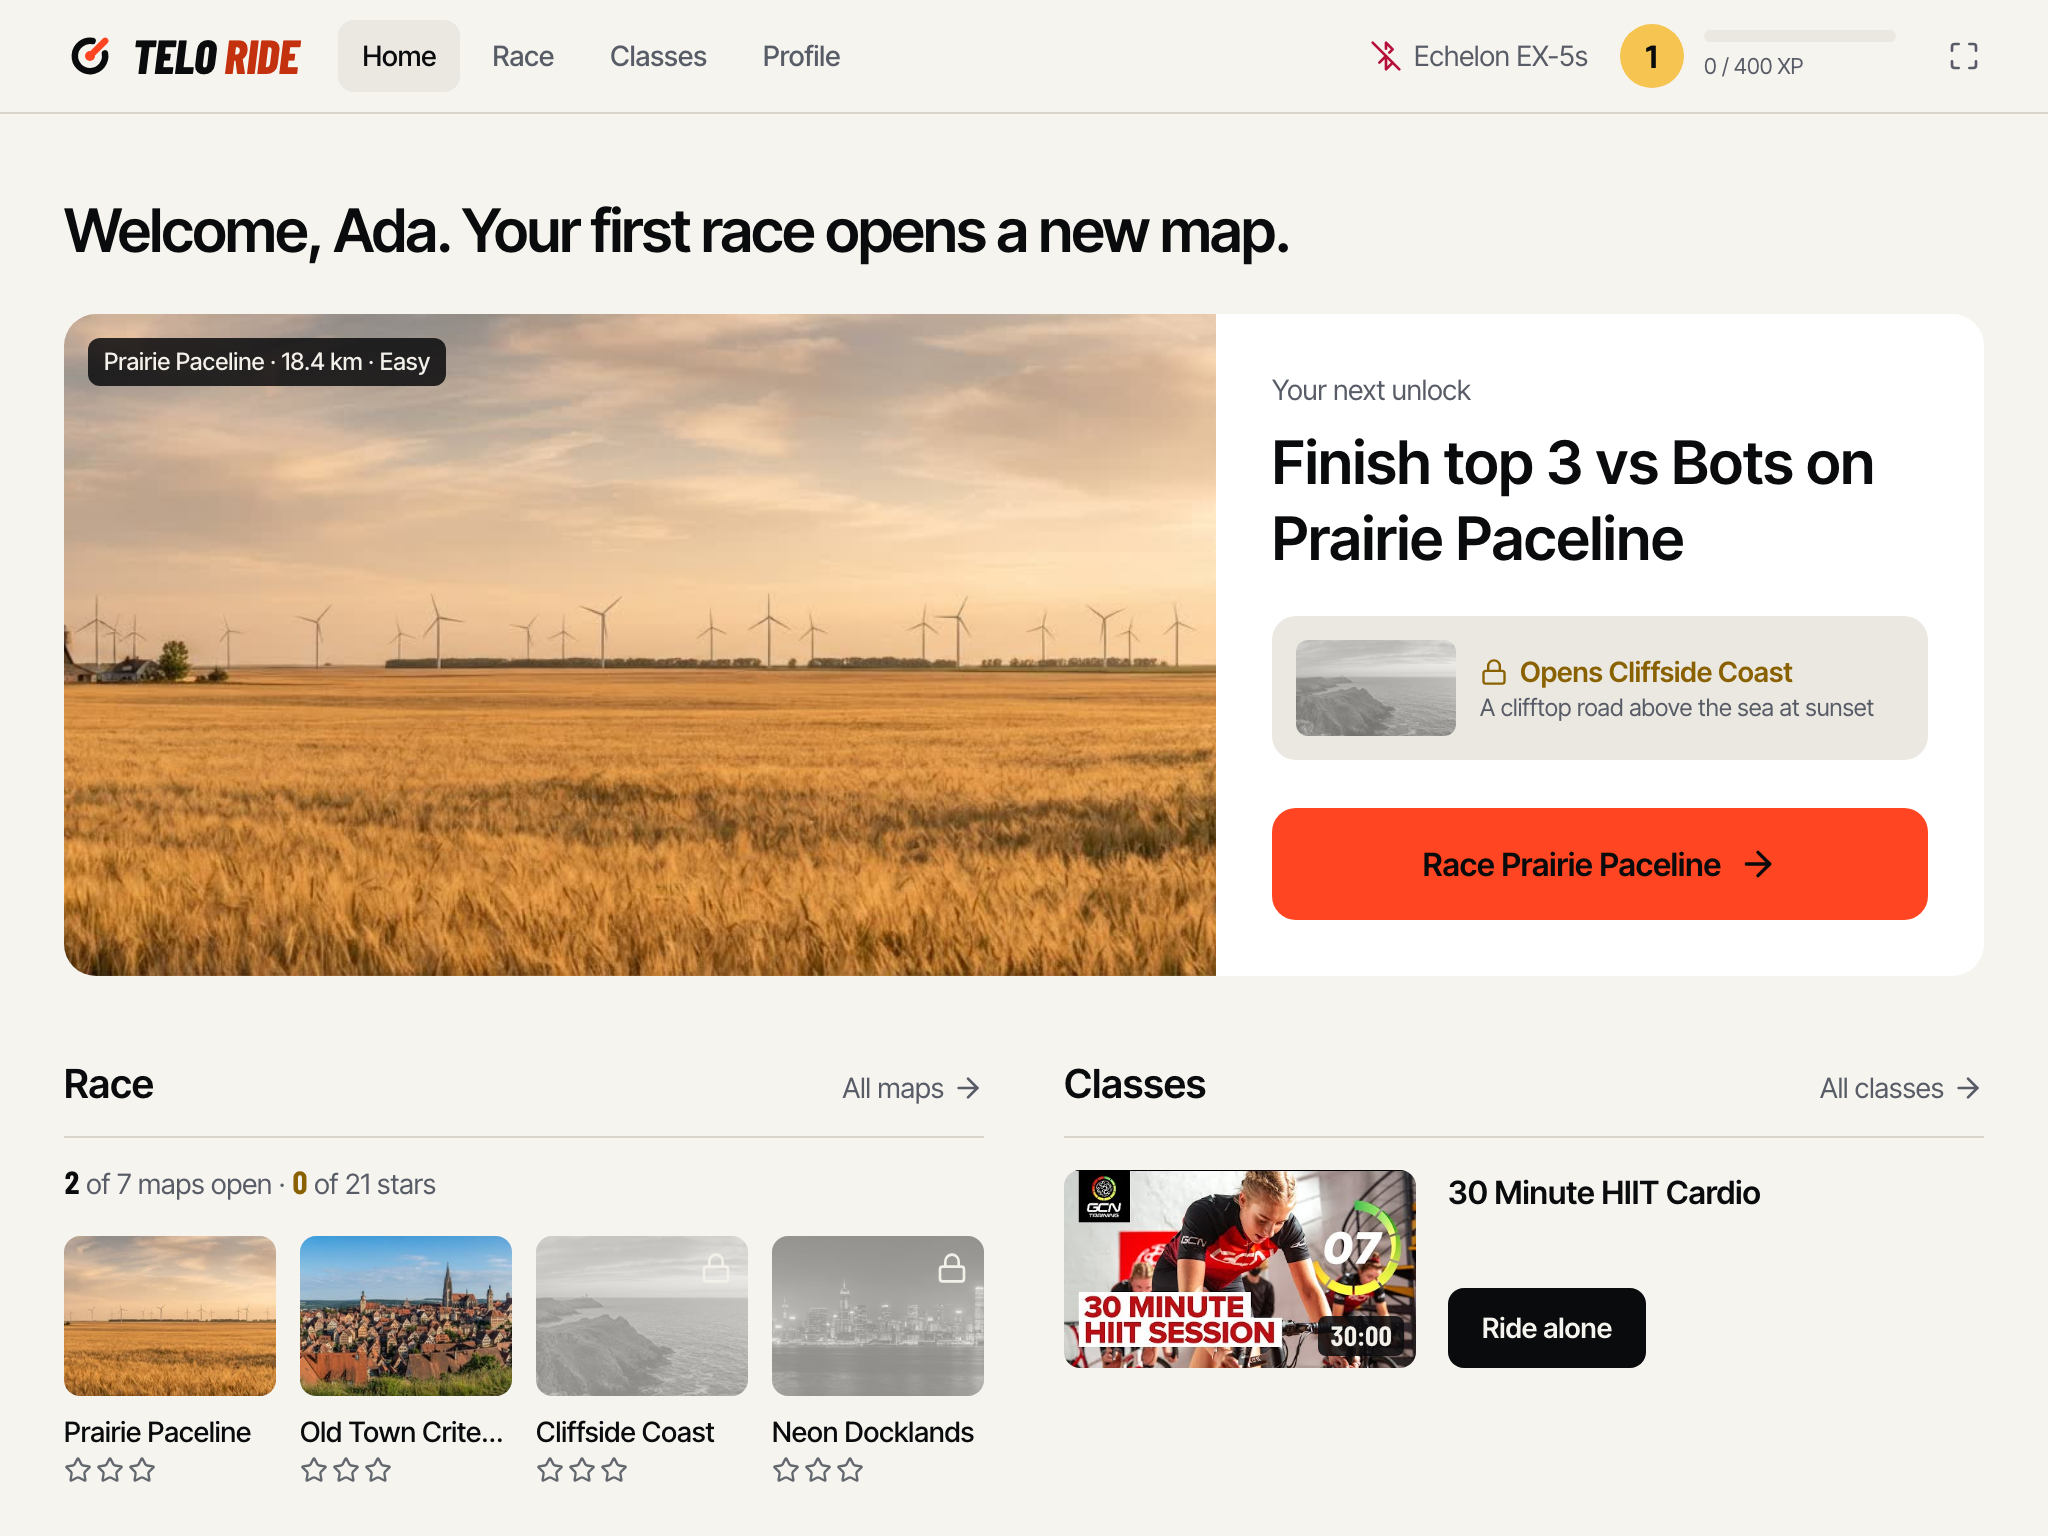 TELO RIDE
Home
Race
Classes
Profile
Echelon EX-5s
1
0 / 400 XP
Welcome, Ada. Your first race opens a new map.
Prairie Paceline · 18.4 km · Easy
Your next unlock
Finish top 3 vs Bots on
Prairie Paceline
Opens Cliffside Coast
A clifftop road above the sea at sunset
Race Prairie Paceline
Race
All maps
2 of 7 maps open · 0 of 21 stars
Prairie Paceline
Old Town Crite...
Cliffside Coast
Neon Docklands
Classes
All classes
GCN
TRAINING
GCN
GCN
07
30 MINUTE
HIIT SESSION
30:00
30 Minute HIIT Cardio
Ride alone